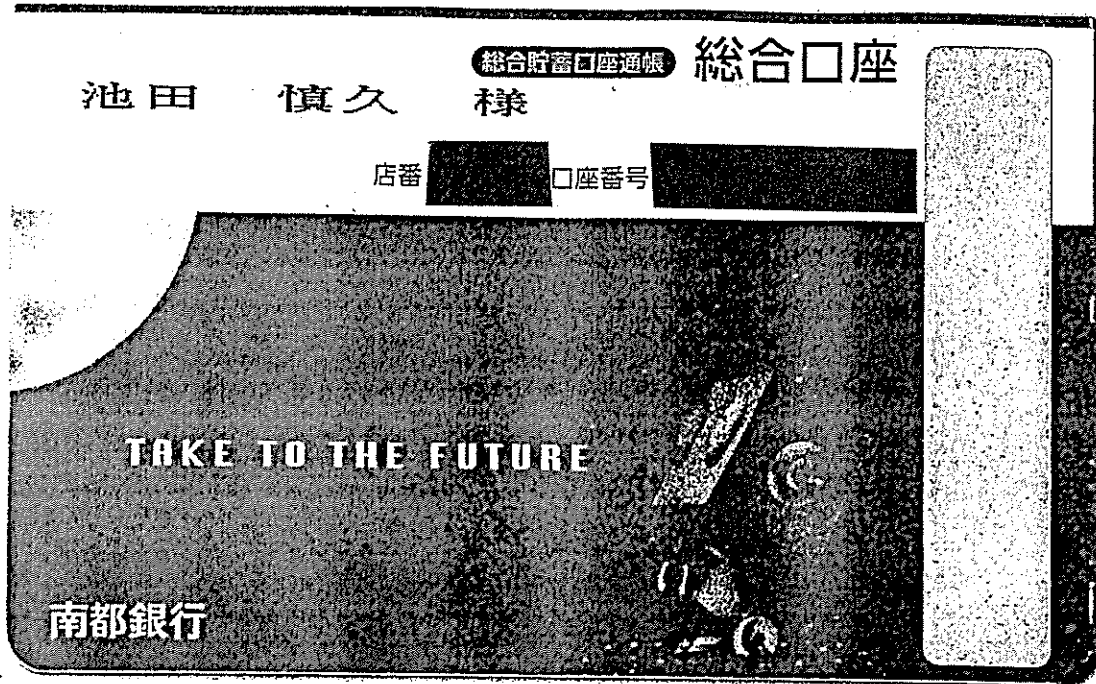 総合貯蓄口座通帳 総合口座
池田 慎久 様
店番 口座番号
TAKE TO THE FUTURE
南都銀行